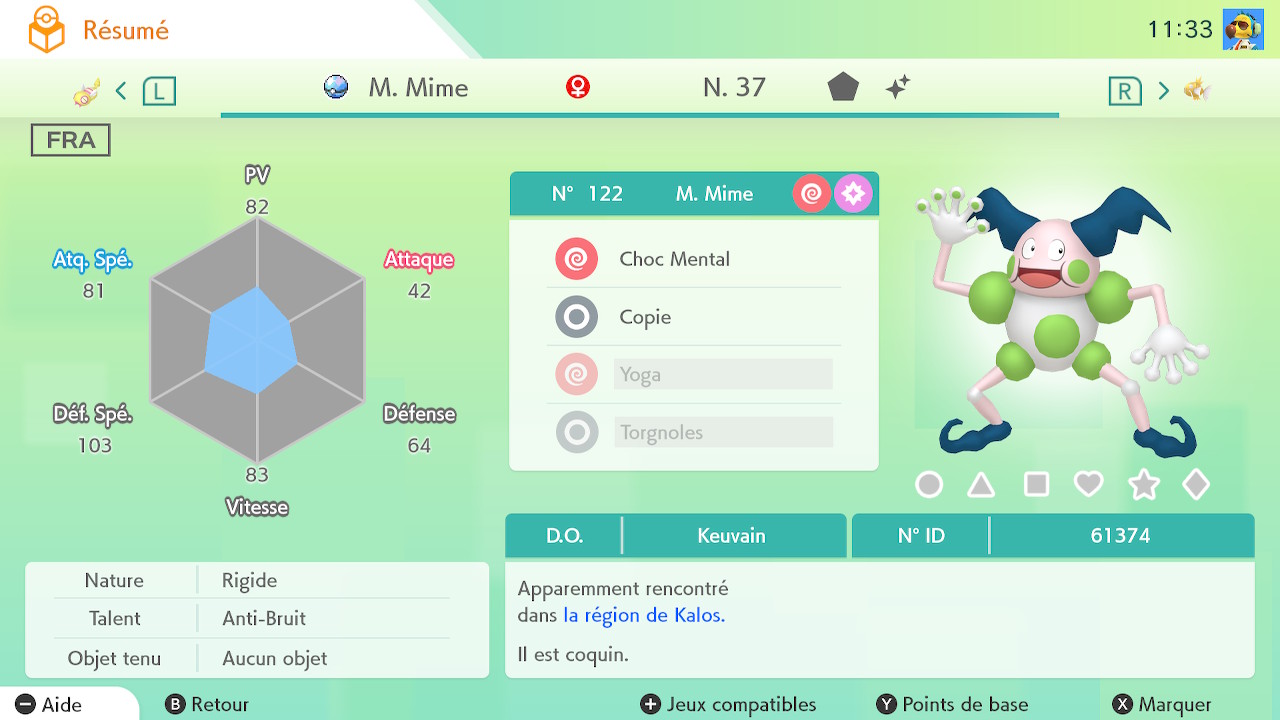 Résumé
11:33
L
M. Mime
N. 37
R
FRA
PV
82
Atq. Spé.
81
Attaque
42
Déf. Spé.
103
Défense
64
83
Vitesse
N° 122 M. Mime
Choc Mental
Copie
Yoga
Torgnoles
D.O. Keuvain
N° ID 61374
Nature Rigide
Talent Anti-Bruit
Objet tenu Aucun objet
Apparemment rencontré
dans la région de Kalos.
Il est coquin.
Aide
B Retour
Jeux compatibles
Y Points de base
X Marquer